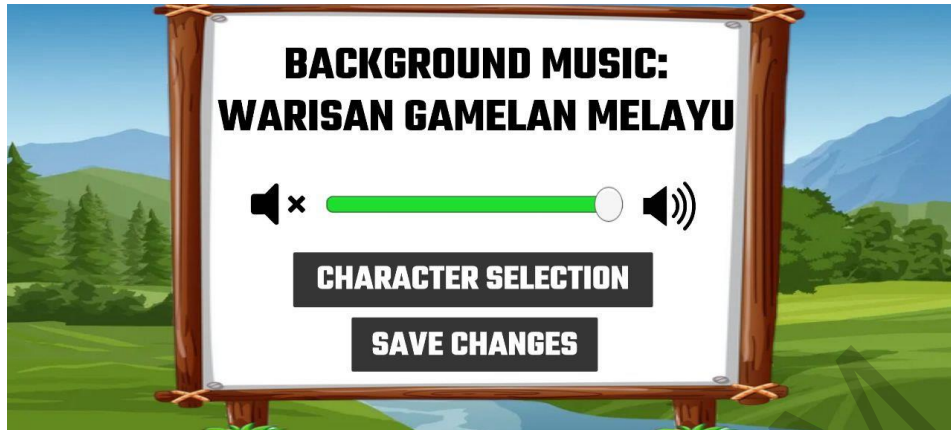 BACKGROUND MUSIC:
WARISAN GAMELAN MELAYU
CHARACTER SELECTION
SAVE CHANGES